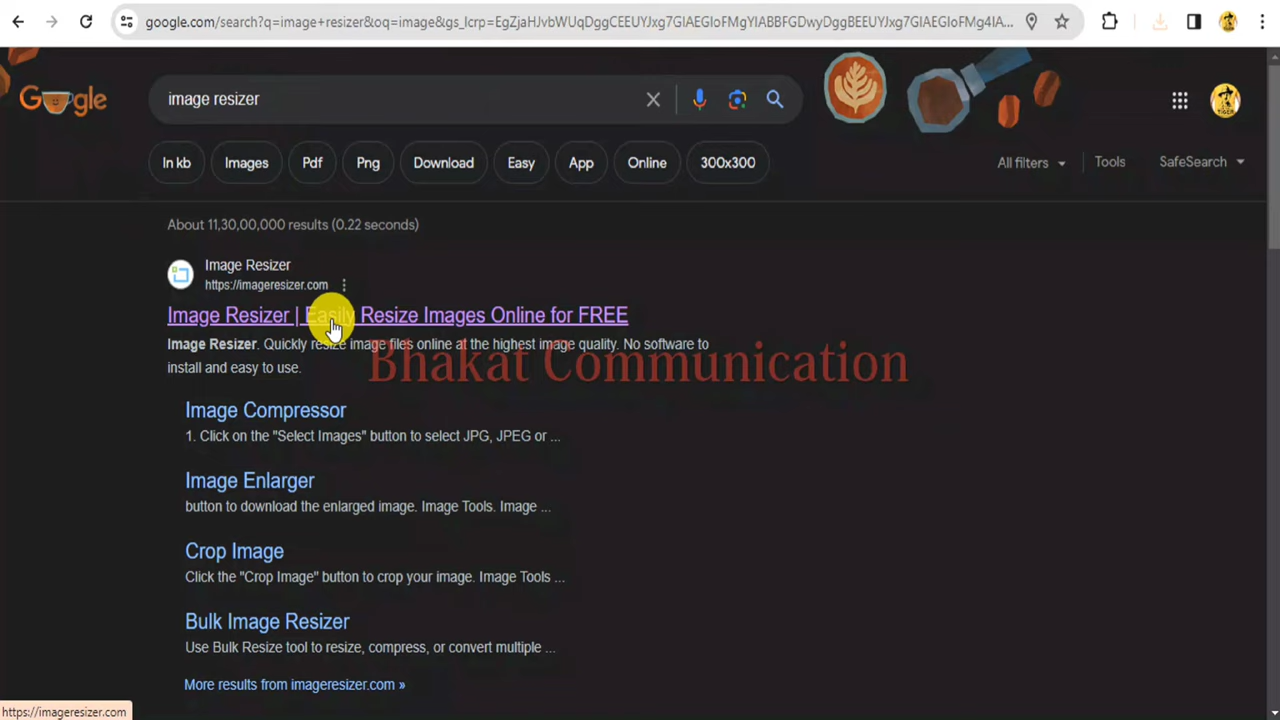 google.com/search?q=image+resizer&oq=image&gs_lcrp=EgZjaHJvbWUqDggCEEUYJxg7GIAEGIoFMgYIABBFGDwyDggBEEUYJxg7GIAEGIoFMg4IA...
Google
image resizer
In kb
Images
Pdf
Png
Download
Easy
App
Online
300x300
All filters
Tools
SafeSearch
About 11,30,00,000 results (0.22 seconds)
Image Resizer
https://imageresizer.com
Image Resizer | Easily Resize Images Online for FREE
Image Resizer. Quickly resize image files online at the highest image quality. No software to
install and easy to use.
Bhakat Communication
Image Compressor
1. Click on the "Select Images" button to select JPG, JPEG or ...
Image Enlarger
button to download the enlarged image. Image Tools. Image ...
Crop Image
Click the "Crop Image" button to crop your image. Image Tools ...
Bulk Image Resizer
Use Bulk Resize tool to resize, compress, or convert multiple ...
More results from imageresizer.com »
https://imageresizer.com